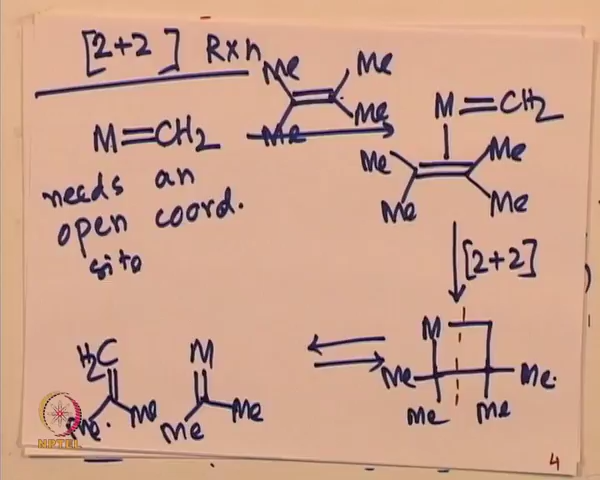 [2+2] Rxn
Me Me
Me Me
M=CH2
needs an
open coord.
site
M=CH2
Me Me
Me Me
[2+2]
M
Me Me.
Me Me
H2C M
Me. Me Me Me
NPTEL
4